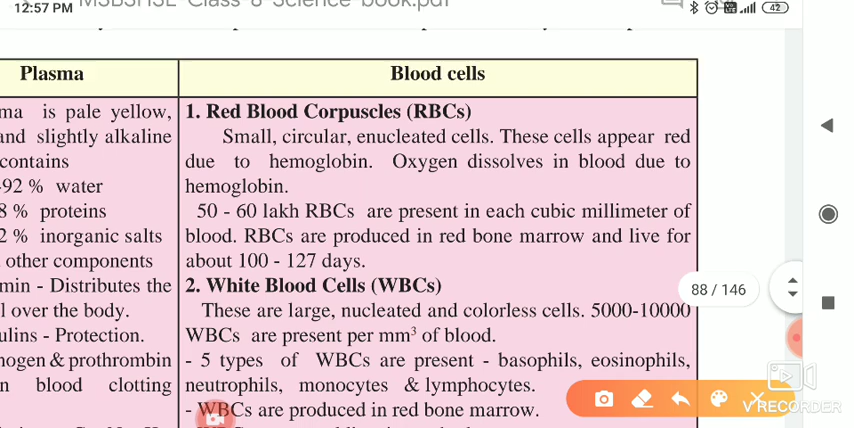 12:57 PM MSBSHSE-Class-8-Science-book.pdf
42
Plasma
Blood cells
ma is pale yellow,
and slightly alkaline
contains
-92 % water
8 % proteins
2 % inorganic salts
other components
min - Distributes the
l over the body.
ulins - Protection.
nogen & prothrombin
n blood clotting
1. Red Blood Corpuscles (RBCs)
Small, circular, enucleated cells. These cells appear red
due to hemoglobin. Oxygen dissolves in blood due to
hemoglobin.
50 - 60 lakh RBCs are present in each cubic millimeter of
blood. RBCs are produced in red bone marrow and live for
about 100 - 127 days.
2. White Blood Cells (WBCs)
These are large, nucleated and colorless cells. 5000-10000
WBCs are present per mm³ of blood.
- 5 types of WBCs are present - basophils, eosinophils,
neutrophils, monocytes & lymphocytes.
- WBCs are produced in red bone marrow.
88 / 146
V RECORDER